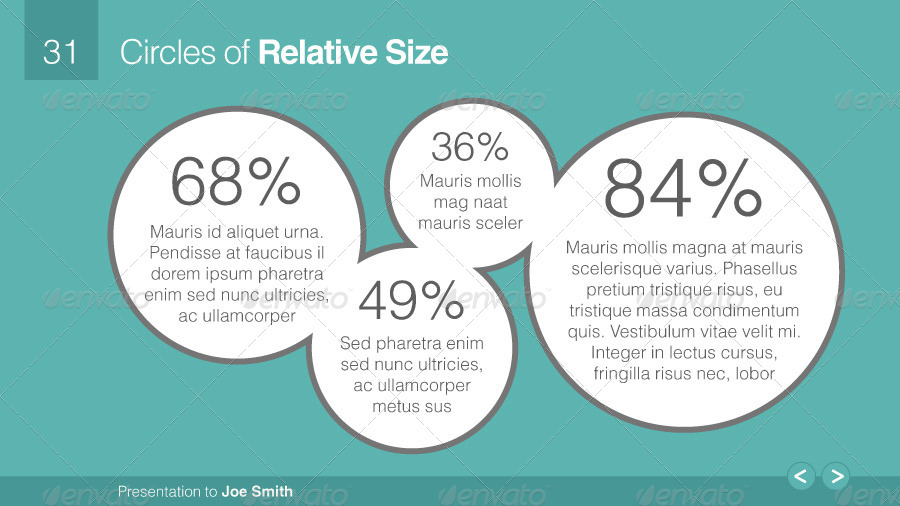 31
Circles of Relative Size
68%
Mauris id aliquet urna.
Pendisse at faucibus il
dorem ipsum pharetra
enim sed nunc ultricies,
ac ullamcorper
36%
Mauris mollis
mag naat
mauris sceler
49%
Sed pharetra enim
sed nunc ultricies,
ac ullamcorper
metus sus
84%
Mauris mollis magna at mauris
scelerisque varius. Phasellus
pretium tristique risus, eu
tristique massa condimentum
quis. Vestibulum vitae velit mi.
Integer in lectus cursus,
fringilla risus nec, lobor
Presentation to Joe Smith
< >
envato